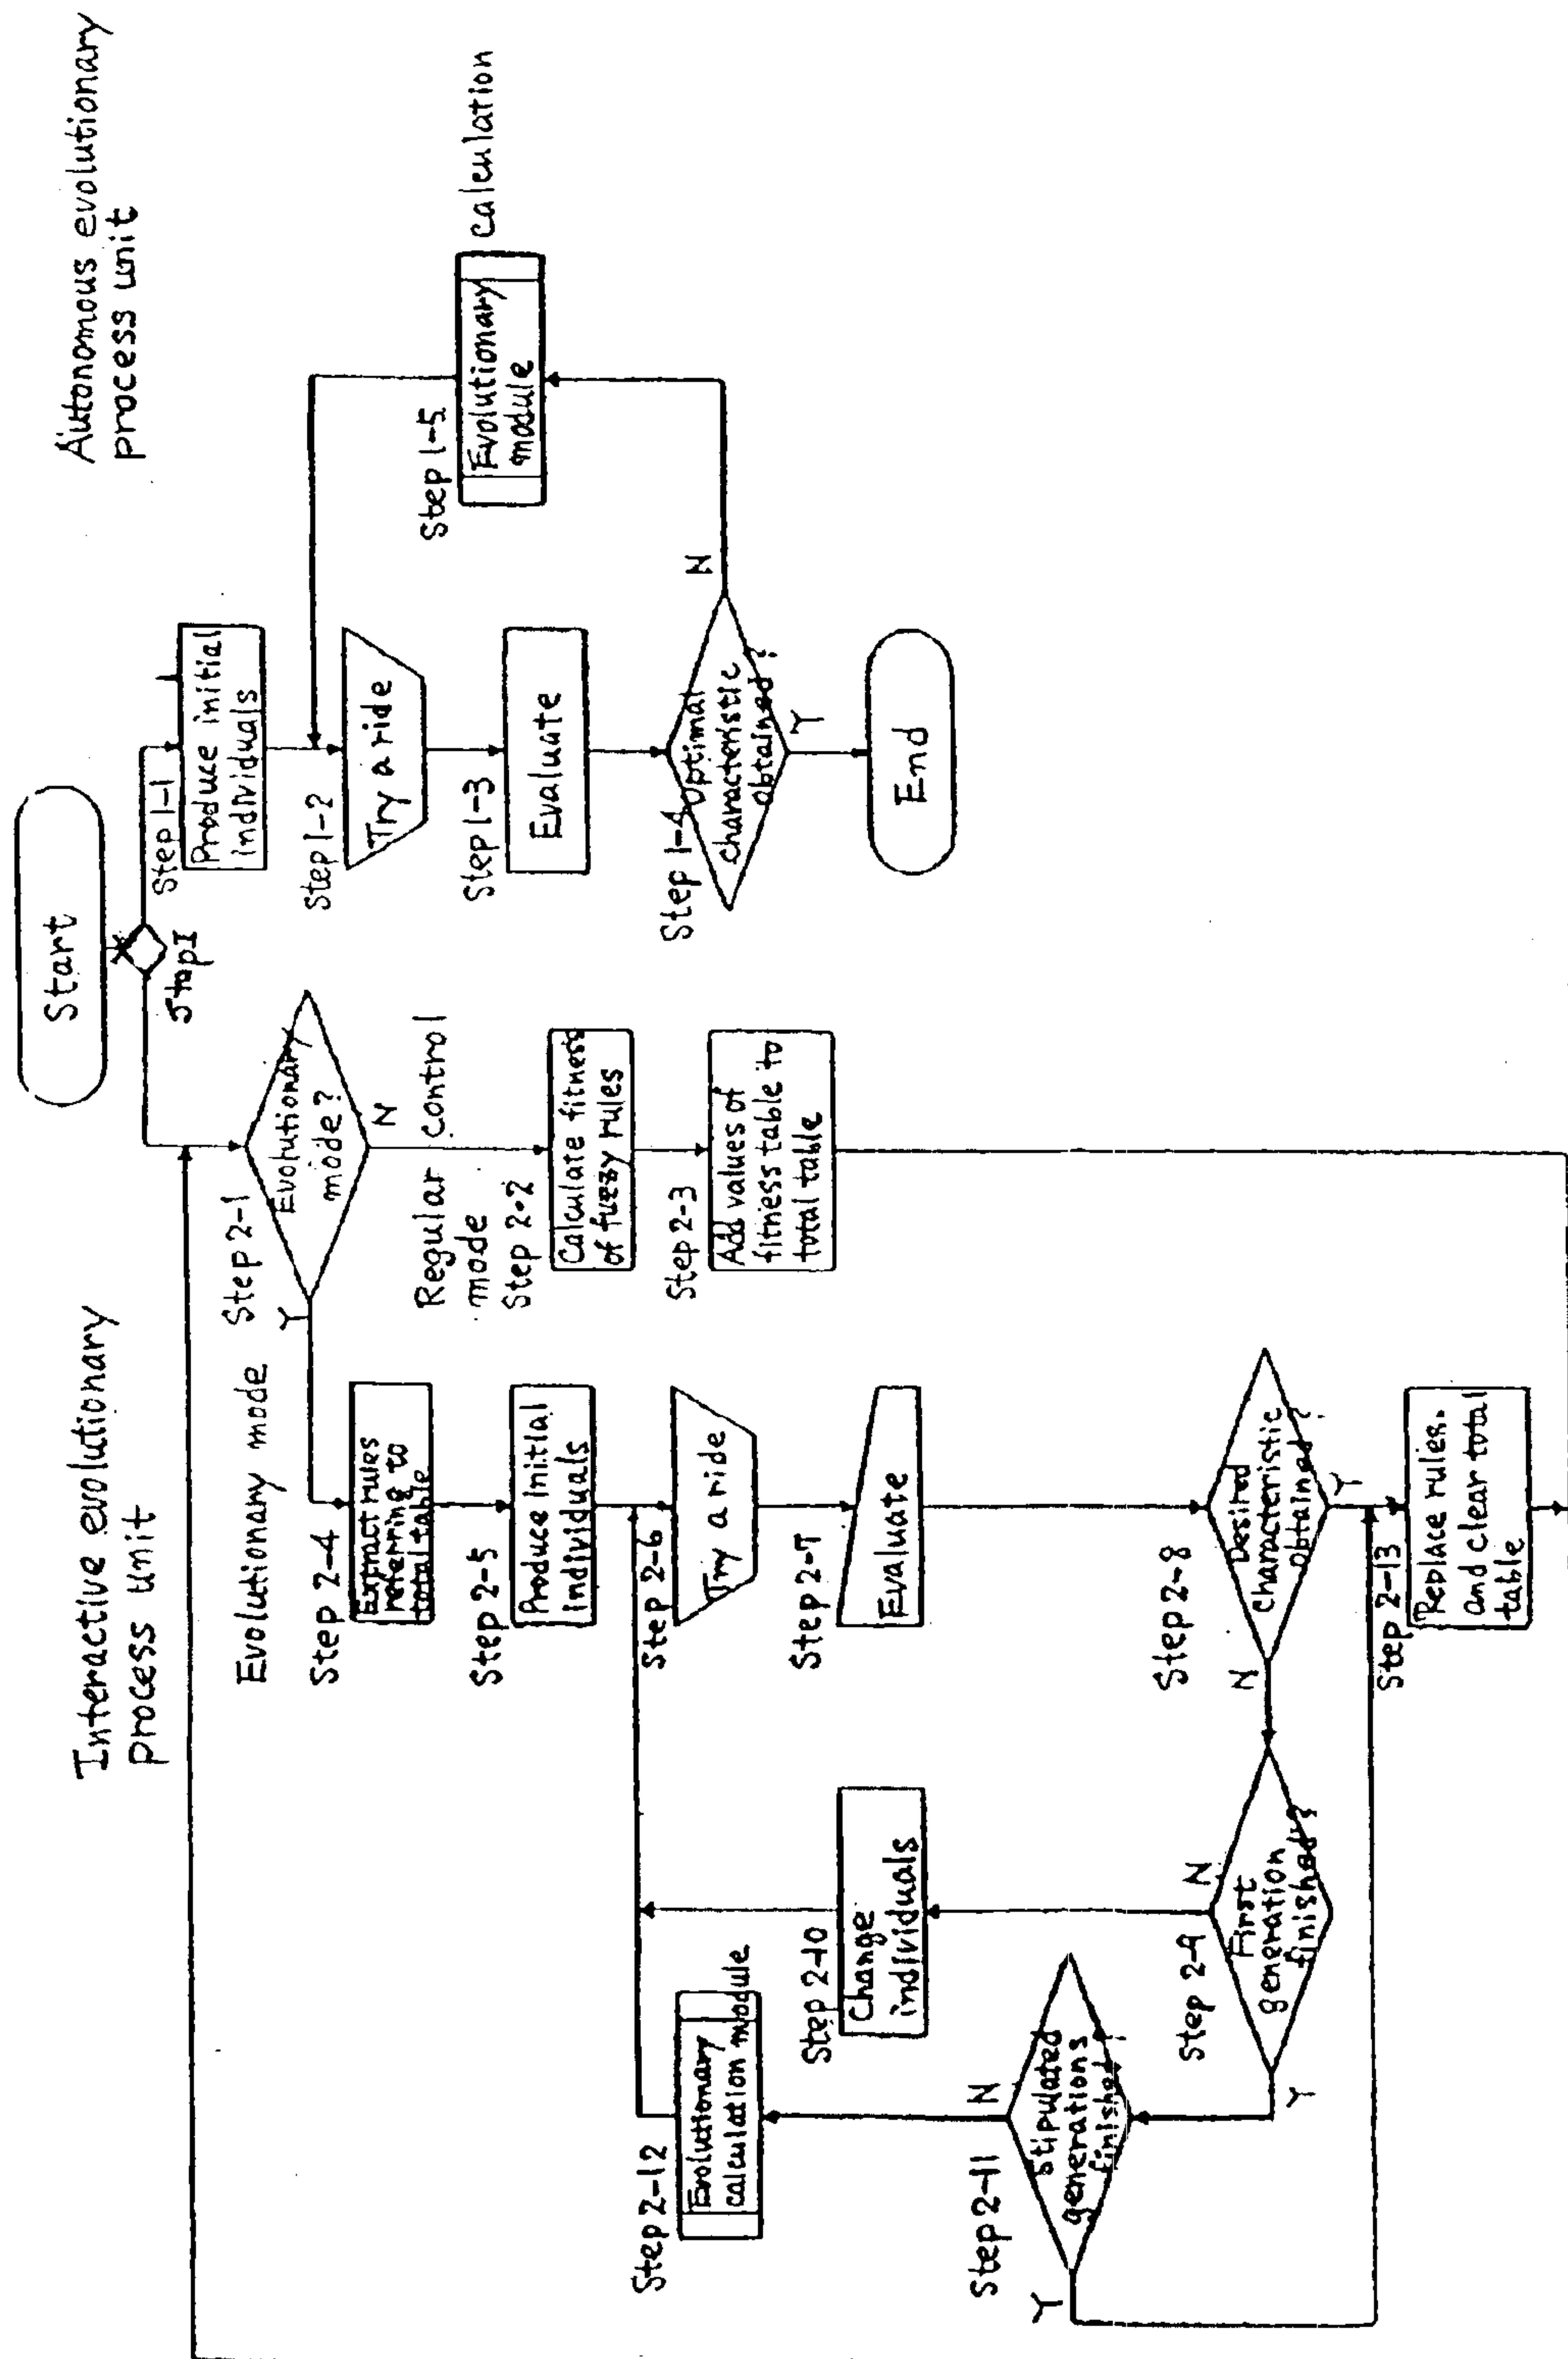 Start
Step I
Interactive evolutionary
process unit
Autonomous evolutionary
process unit
Step 1-1
Produce initial
individuals
Step 1-2
Try a ride
Step 1-3
Evaluate
Step 1-4
Optimal
characteristic
obtained?
N
Y
End
Step 1-5
Evolutionary
module
calculation
Step 2-1
Evolutionary
mode?
Y
N
Regular control
mode
Step 2-2
Calculate fitness
of fuzzy rules
Step 2-3
Add values of
fitness table to
total table
Evolutionary mode
Step 2-4
Extract rules
referring to
total table
Step 2-5
Produce initial
individuals
Step 2-6
Try a ride
Step 2-7
Evaluate
Step 2-8
Desired
characteristic
obtained?
N
Y
Step 2-9
First
generation
finished?
N
Y
Step 2-10
Change
individuals
Step 2-11
Stipulated
generations
finished?
N
Y
Step 2-12
Evolutionary
calculation module
Step 2-13
Replace rules.
and clear total
table